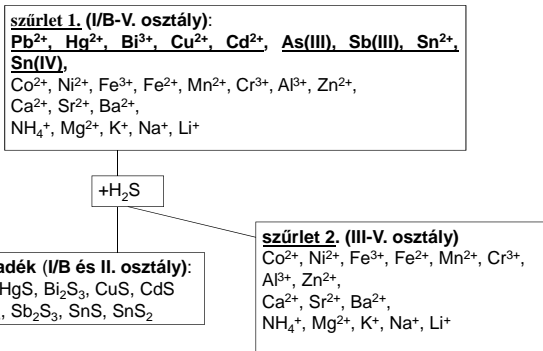 szűrlet 1. (I/B-V. osztály):
Pb²⁺, Hg²⁺, Bi³⁺, Cu²⁺, Cd²⁺, As(III), Sb(III), Sn²⁺,
Sn(IV),
Co²⁺, Ni²⁺, Fe³⁺, Fe²⁺, Mn²⁺, Cr³⁺, Al³⁺, Zn²⁺,
Ca²⁺, Sr²⁺, Ba²⁺,
NH₄⁺, Mg²⁺, K⁺, Na⁺, Li⁺
+H₂S
adék (I/B és II. osztály):
HgS, Bi₂S₃, CuS, CdS
, Sb₂S₃, SnS, SnS₂
szűrlet 2. (III-V. osztály)
Co²⁺, Ni²⁺, Fe³⁺, Fe²⁺, Mn²⁺, Cr³⁺,
Al³⁺, Zn²⁺,
Ca²⁺, Sr²⁺, Ba²⁺,
NH₄⁺, Mg²⁺, K⁺, Na⁺, Li⁺